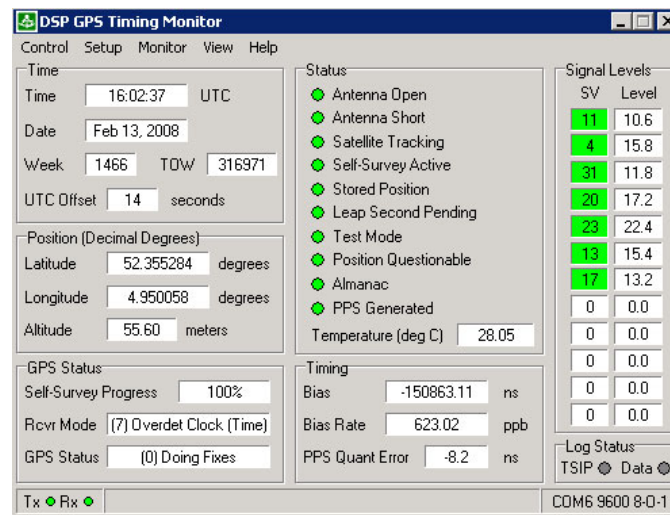 DSP GPS Timing Monitor
Control Setup Monitor View Help
Time
Time 16:02:37 UTC
Date Feb 13, 2008
Week 1466 TOW 316971
UTC Offset 14 seconds
Position (Decimal Degrees)
Latitude 52.355284 degrees
Longitude 4.950058 degrees
Altitude 55.60 meters
GPS Status
Self-Survey Progress 100%
Rcvr Mode (7) Overdet Clock (Time)
GPS Status (0) Doing Fixes
Status
Antenna Open
Antenna Short
Satellite Tracking
Self-Survey Active
Stored Position
Leap Second Pending
Test Mode
Position Questionable
Almanac
PPS Generated
Temperature (deg C) 28.05
Timing
Bias -150863.11 ns
Bias Rate 623.02 ppb
PPS Quant Error -8.2 ns
Signal Levels
SV Level
11 10.6
4 15.8
31 11.8
20 17.2
23 22.4
13 15.4
17 13.2
0 0.0
0 0.0
0 0.0
0 0.0
0 0.0
Log Status
TSIP Data
Tx Rx
COM6 9600 8-O-1